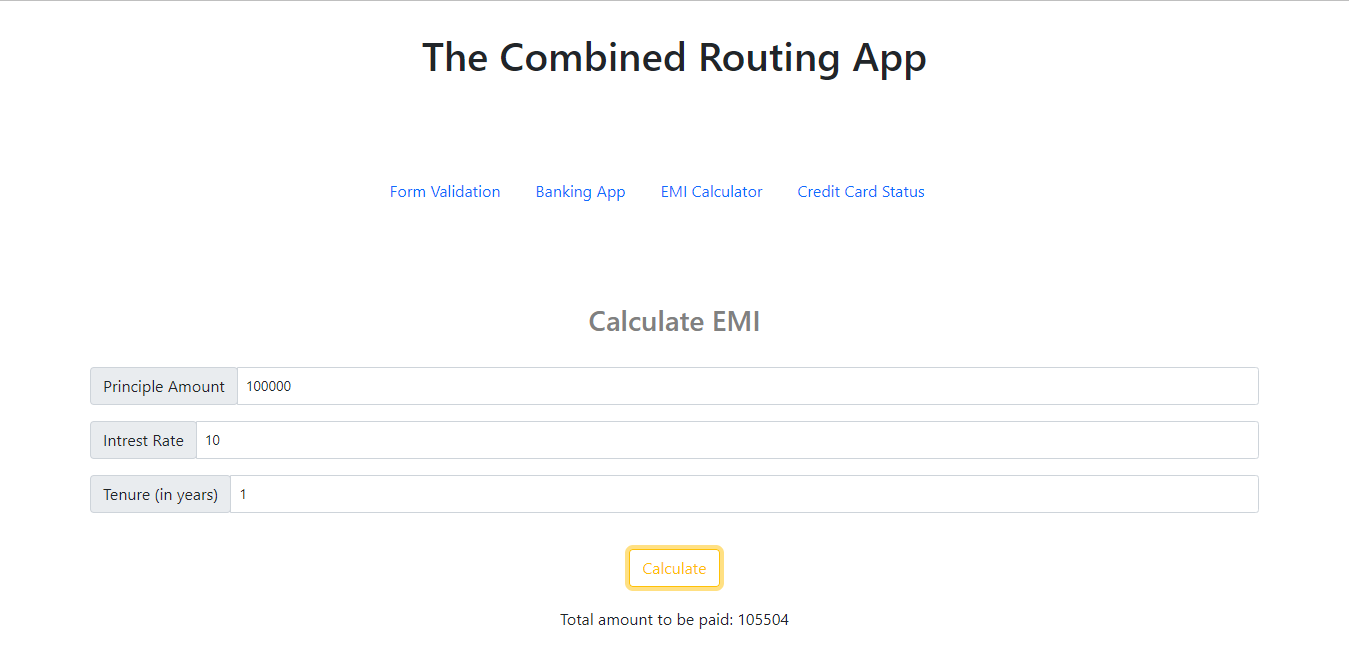 The Combined Routing App
Form Validation Banking App EMI Calculator Credit Card Status
Calculate EMI
Principle Amount 100000
Intrest Rate 10
Tenure (in years) 1
Calculate
Total amount to be paid: 105504